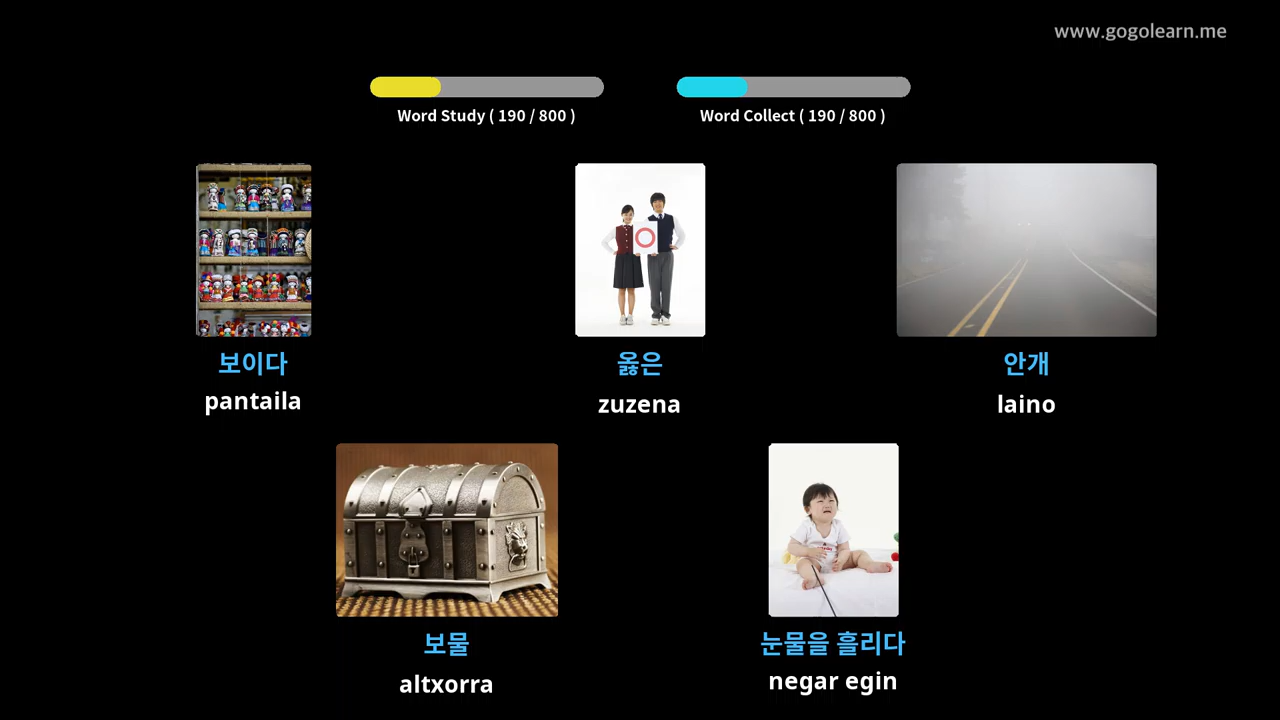 www.gogolearn.me
Word Study ( 190 / 800 )
Word Collect ( 190 / 800 )
보이다
pantaila
옳은
zuzena
안개
laino
보물
altxorra
눈물을 흘리다
negar egin